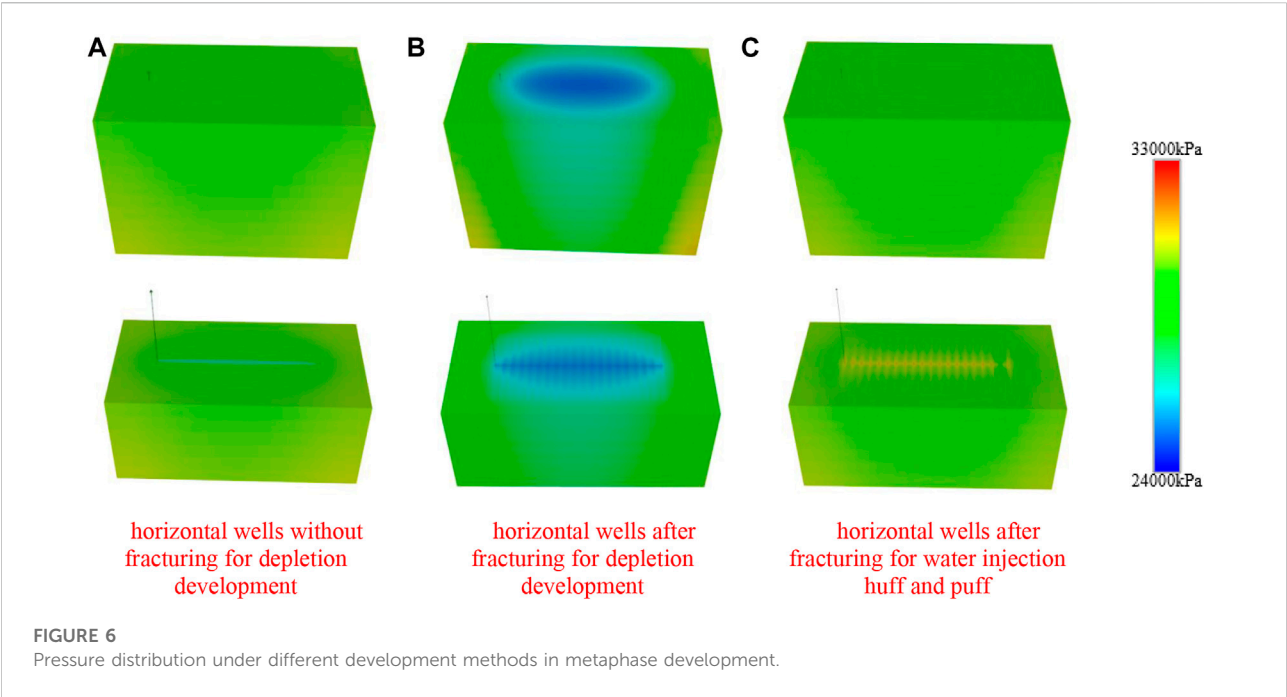 A
B
C
33000kPa
24000kPa
horizontal wells without
fracturing for depletion
development
horizontal wells after
fracturing for depletion
development
horizontal wells after
fracturing for water injection
huff and puff
FIGURE 6
Pressure distribution under different development methods in metaphase development.